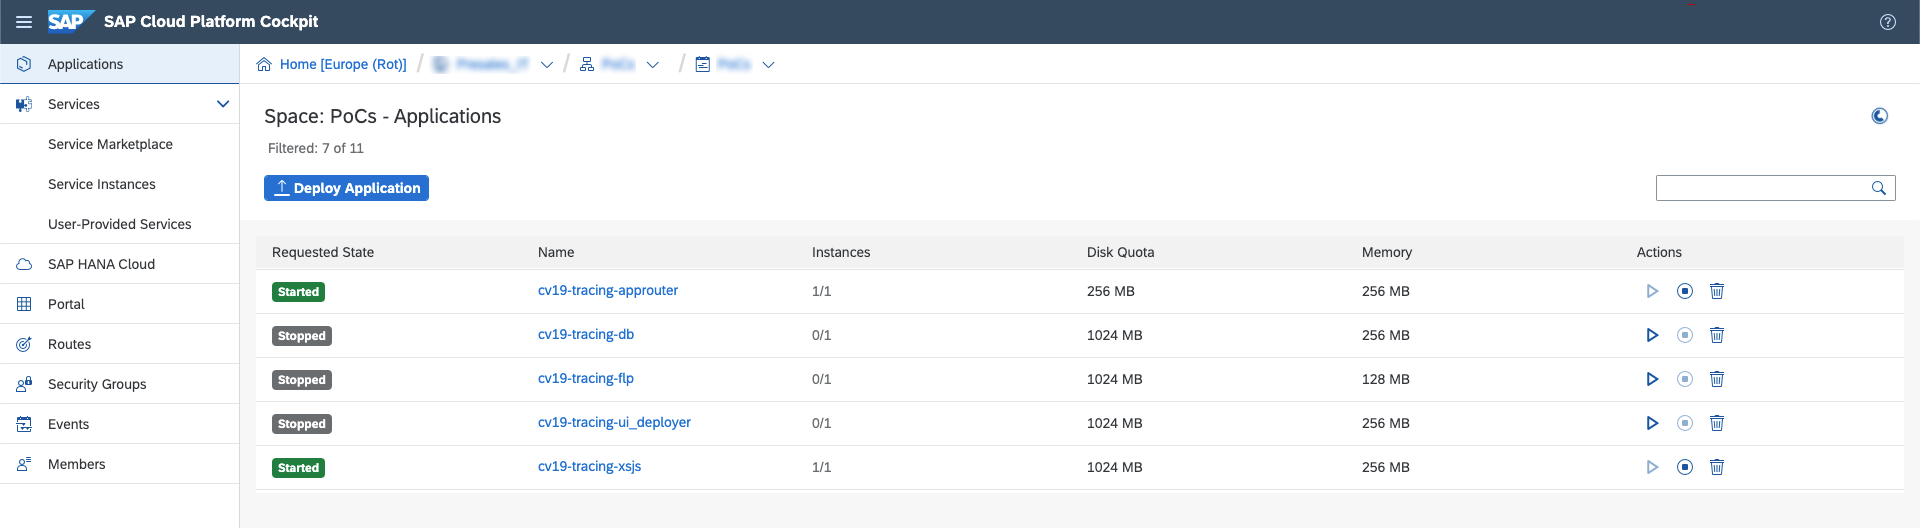 SAP SAP Cloud Platform Cockpit
Applications
Services
Service Marketplace
Service Instances
User-Provided Services
SAP HANA Cloud
Portal
Routes
Security Groups
Events
Members
Home [Europe (Rot)] / / /
Space: PoCs - Applications
Filtered: 7 of 11
Deploy Application
Requested State Name Instances Disk Quota Memory Actions
Started cv19-tracing-approuter 1/1 256 MB 256 MB
Stopped cv19-tracing-db 0/1 1024 MB 256 MB
Stopped cv19-tracing-flp 0/1 1024 MB 128 MB
Stopped cv19-tracing-ui_deployer 0/1 1024 MB 256 MB
Started cv19-tracing-xsjs 1/1 1024 MB 256 MB